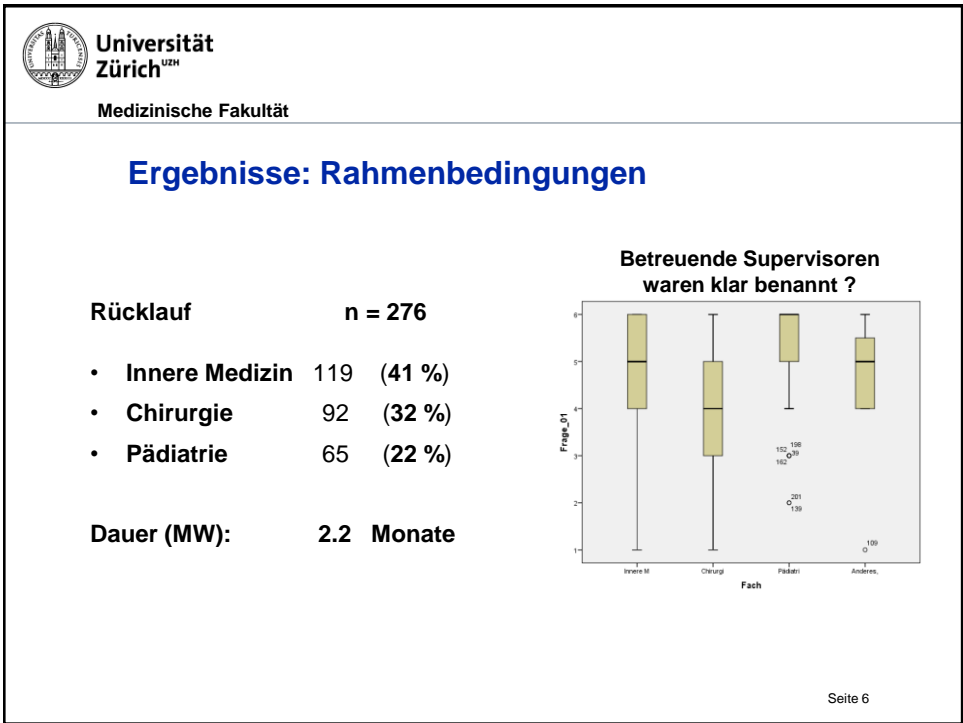 Universität
Zürich UZH
Medizinische Fakultät
Ergebnisse: Rahmenbedingungen
Rücklauf n = 276
• Innere Medizin 119 (41 %)
• Chirurgie 92 (32 %)
• Pädiatrie 65 (22 %)
Dauer (MW): 2.2 Monate
Betreuende Supervisoren
waren klar benannt ?
Frage_01
6
5
4
3
2
1
152 198
39
162
201
139
109
Innere M Chirurgi Pädiatri Anderes,
Fach
Seite 6